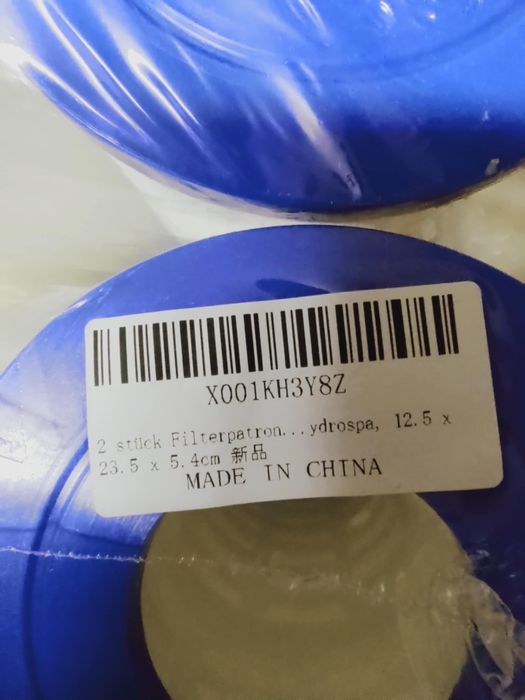 X001KH3Y8Z
2 stück Filterpatron...ydrospa, 12.5 x
23.5 x 5.4cm 新品
MADE IN CHINA